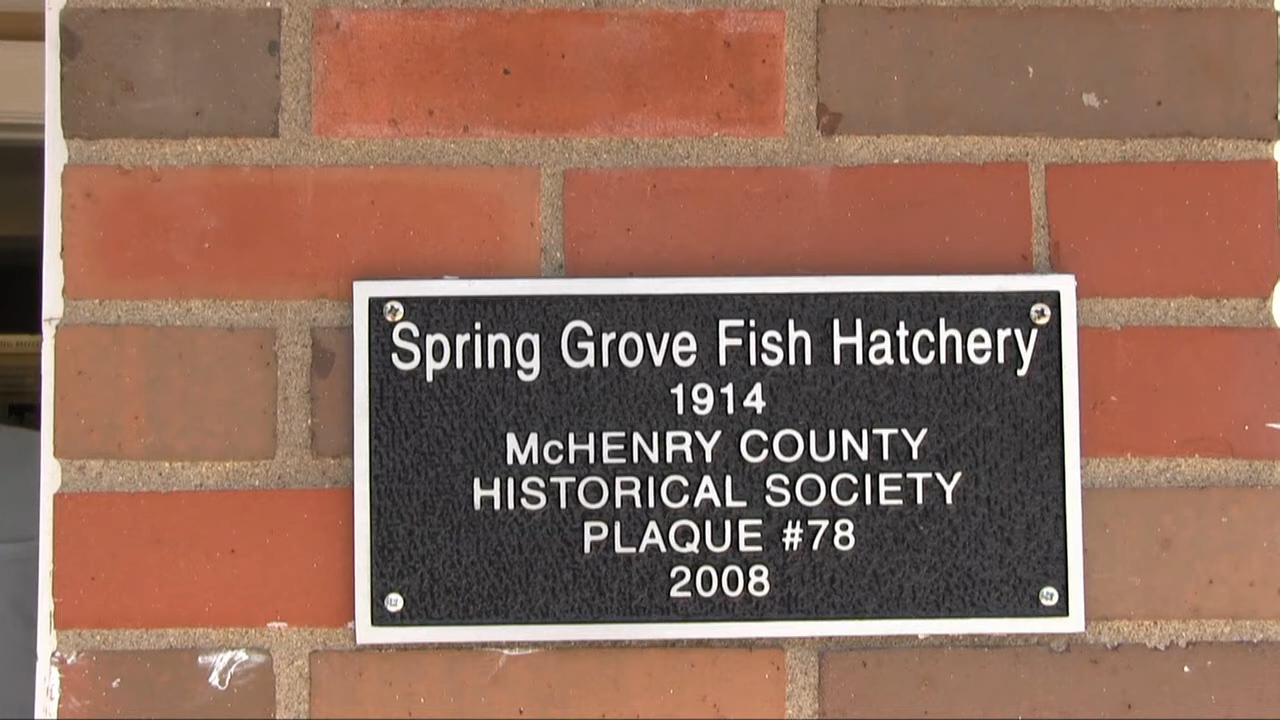 Spring Grove Fish Hatchery
1914
McHENRY COUNTY
HISTORICAL SOCIETY
PLAQUE #78
2008